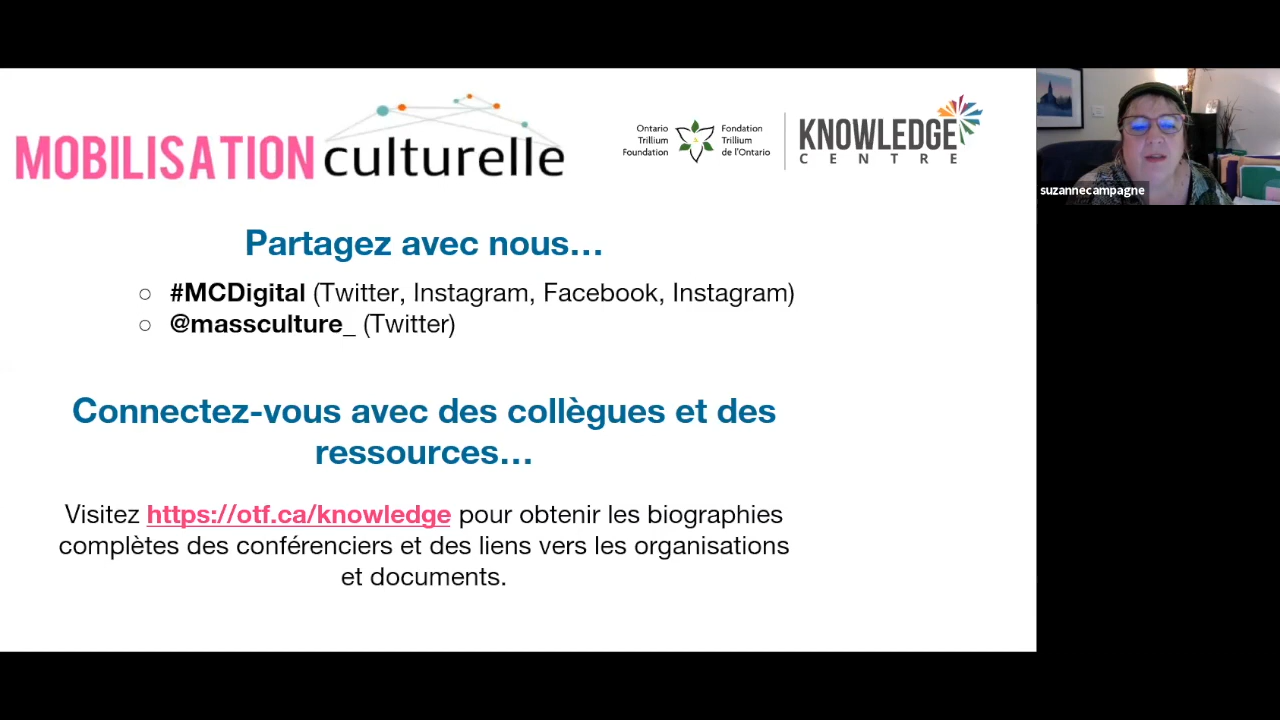 MOBILISATION culturelle
Ontario
Trillium
Foundation
Fondation
Trillium
de l'Ontario
KNOWLEDGE
CENTRE
suzannecampagne
Partagez avec nous...
○ #MCDigital (Twitter, Instagram, Facebook, Instagram)
○ @massculture_ (Twitter)
Connectez-vous avec des collègues et des
ressources...
Visitez https://otf.ca/knowledge pour obtenir les biographies
complètes des conférenciers et des liens vers les organisations
et documents.